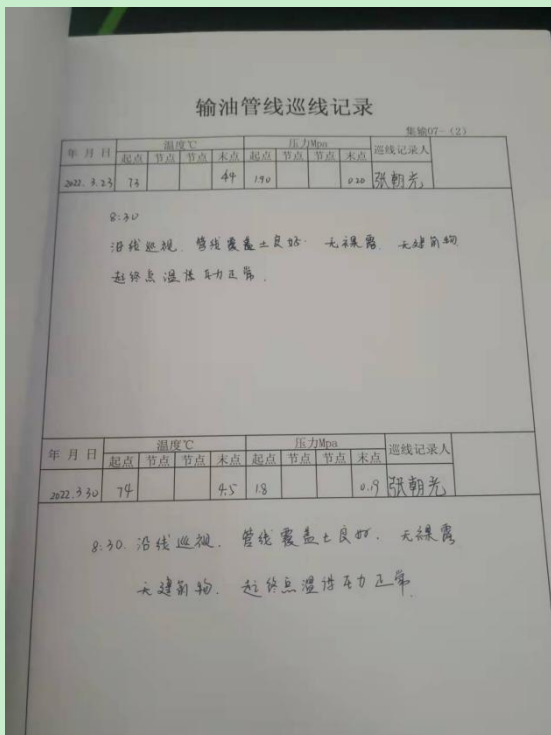 输油管线巡线记录
集输07-(2)
年 月 日 温度℃ 压力Mpa 巡线记录人
起点 节点 节点 末点 起点 节点 节点 末点
2022.3.23 73 44 1.90 0.20 张朝光
8:30
沿线巡视. 管线覆盖土良好. 无裸露. 无建筑物
起终点温度压力正常.
年 月 日 温度℃ 压力Mpa 巡线记录人
起点 节点 节点 末点 起点 节点 节点 末点
2022.3.30 74 4.5 1.8 0.19 张朝光
8:30. 沿线巡视. 管线覆盖土良好. 无裸露
无建筑物. 起终点温度压力正常.